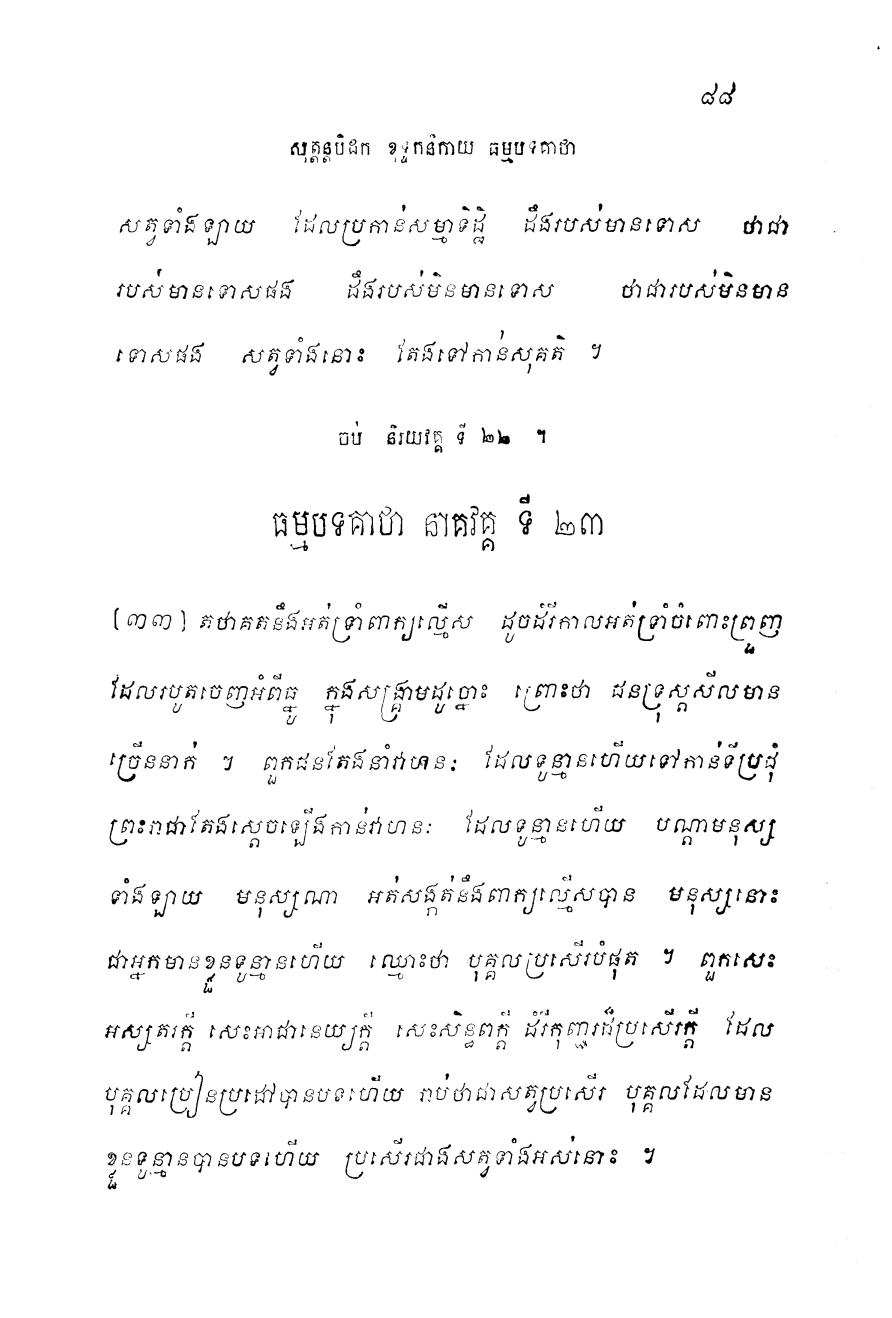 ៨៨
សុត្តន្តបិដក ខុទ្ទកនិកាយ ធម្មបទគាថា
សត្វទាំងឡាយ ដែលប្រកាន់សម្មាទិដ្ឋិ ដឹងរបស់មានទោស ថាជា
របស់មានទោសផង ដឹងរបស់មិនមានទោស ថាជារបស់មិនមាន
ទោសផង សត្វទាំងនោះ តែងទៅកាន់សុគតិ ។
ចប់ និរយវគ្គ ទី ២២ ។
ធម្មបទគាថា នាគវគ្គ ទី ២៣
(៣៣) តថាគតនឹងអត់ទ្រាំពាក្យល្មើស ដូចដំរីកាលអត់ទ្រាំចំពោះព្រួញ
ដែលរបូតចេញអំពីធ្នូ ក្នុងសង្គ្រាមដូច្នោះ ព្រោះថា ជនទ្រុស្តសីលមាន
ច្រើននាក់ ។ ពួកជនតែងនាំវាហនៈ ដែលទូន្មានហើយទៅកាន់ទីប្រជុំ
ព្រះរាជាតែងស្តេចឡើងកាន់វាហនៈ ដែលទូន្មានហើយ បណ្តាមនុស្ស
ទាំងឡាយ មនុស្សណា អត់សង្កត់នឹងពាក្យល្មើសបាន មនុស្សនោះ
ជាអ្នកមានខ្លួនទូន្មានហើយ ឈ្មោះថា បុគ្គលប្រសើរបំផុត ។ ពួកសេះ
អស្សតរក្តី សេះអាជានេយ្យក្តី សេះសិន្ធពក្តី ដំរីកុញ្ជរដ៏ប្រសើរក្តី ដែល
បុគ្គលប្រៀនប្រដៅបានបទហើយ រាប់ថាជាសត្វប្រសើរ បុគ្គលដែលមាន
ខ្លួនទូន្មានបានបទហើយ ប្រសើរជាងសត្វទាំងអស់នោះ ។